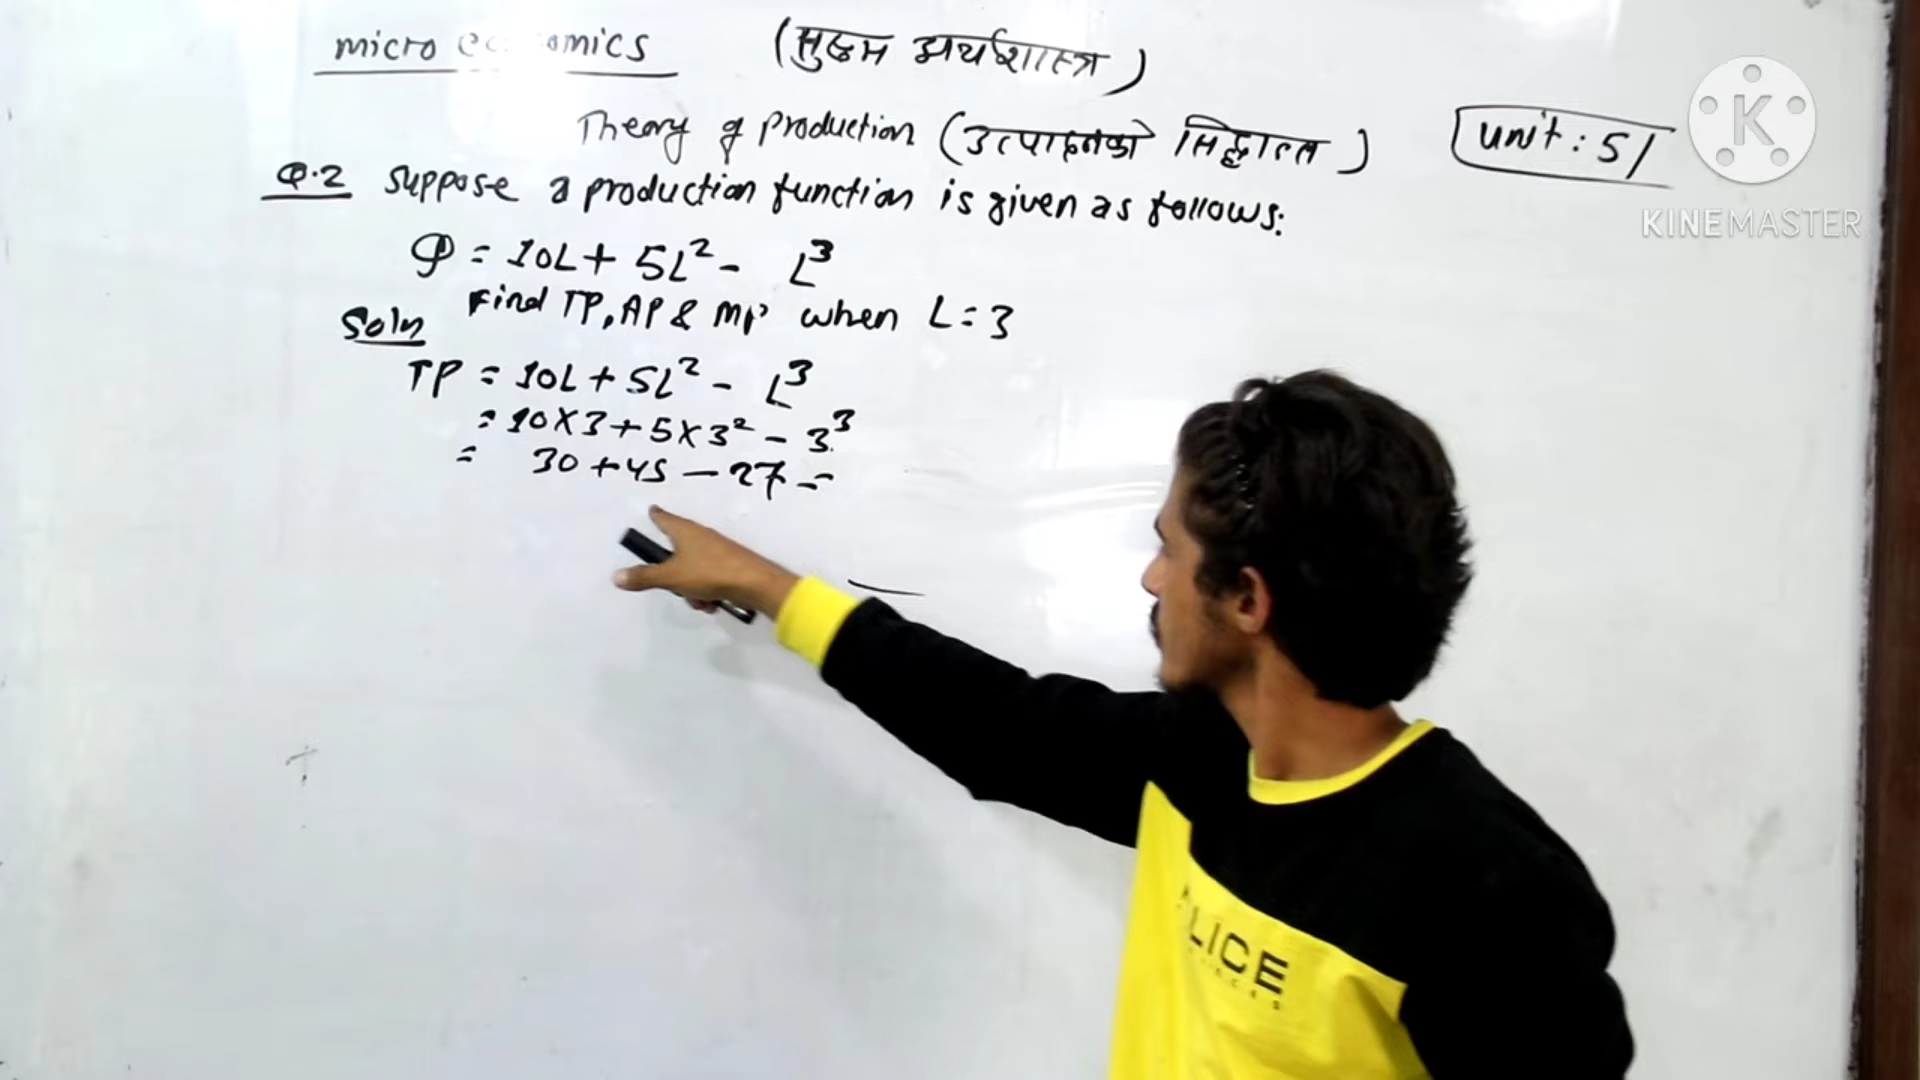 micro economics (सुक्ष्म अर्थशास्त्र)
Theory of production (उत्पादनको सिद्धान्त) unit: 5/
K
KINEMASTER
Q.2 Suppose a production function is given as follows:
Q = 10L + 5L² - L³
Find TP, AP & MP when L = 3
Soln
TP = 10L + 5L² - L³
= 10×3 + 5×3² - 3³
= 30 + 45 - 27 =
LICE